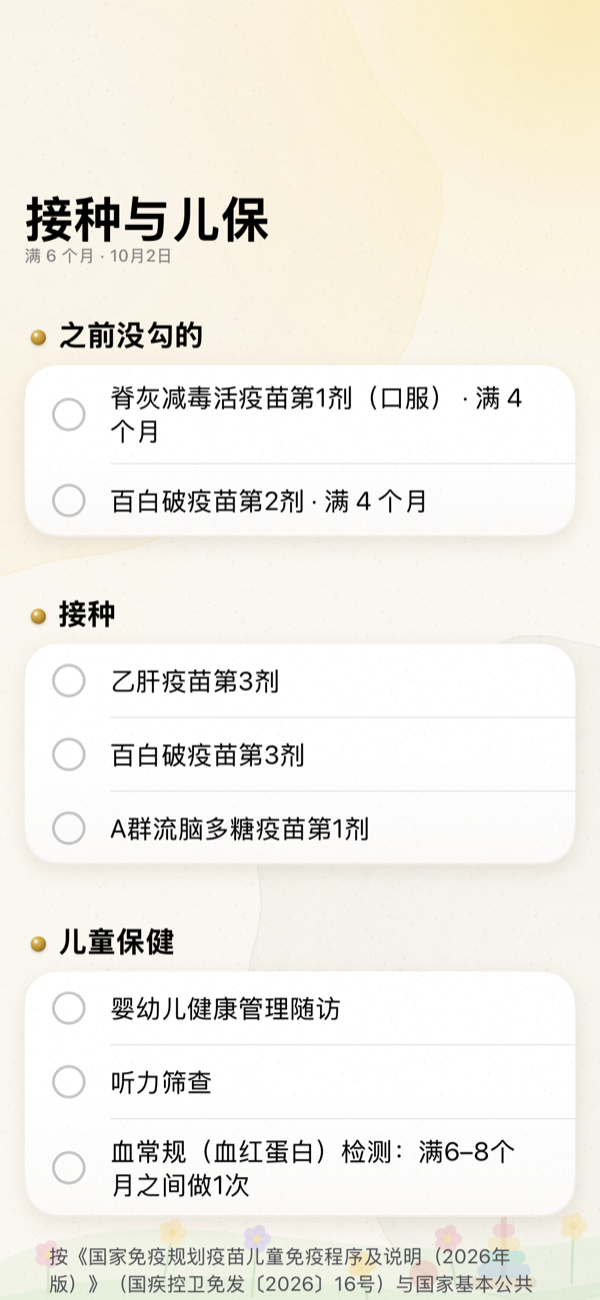 接种与儿保
满 6 个月 · 10月2日
之前没勾的
脊灰减毒活疫苗第1剂（口服） · 满 4
个月
百白破疫苗第2剂 · 满 4 个月
接种
乙肝疫苗第3剂
百白破疫苗第3剂
A群流脑多糖疫苗第1剂
儿童保健
婴幼儿健康管理随访
听力筛查
血常规（血红蛋白）检测：满6–8个
月之间做1次
按《国家免疫规划疫苗儿童免疫程序及说明（2026年
版）》（国疾控卫免发〔2026〕16号）与国家基本公共